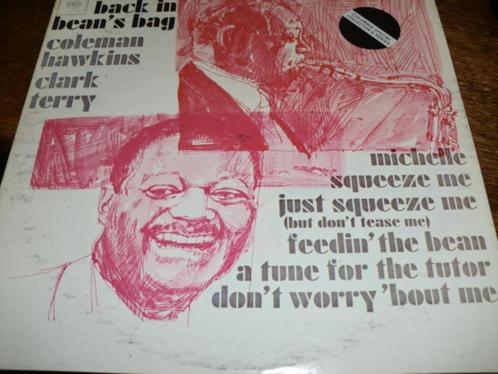 back in
bean's bag
coleman
hawkins
clark
terry
michelle
squeeze me
just squeeze me
(but don't tease me)
feedin' the bean
a tune for the tutor
don't worry 'bout me